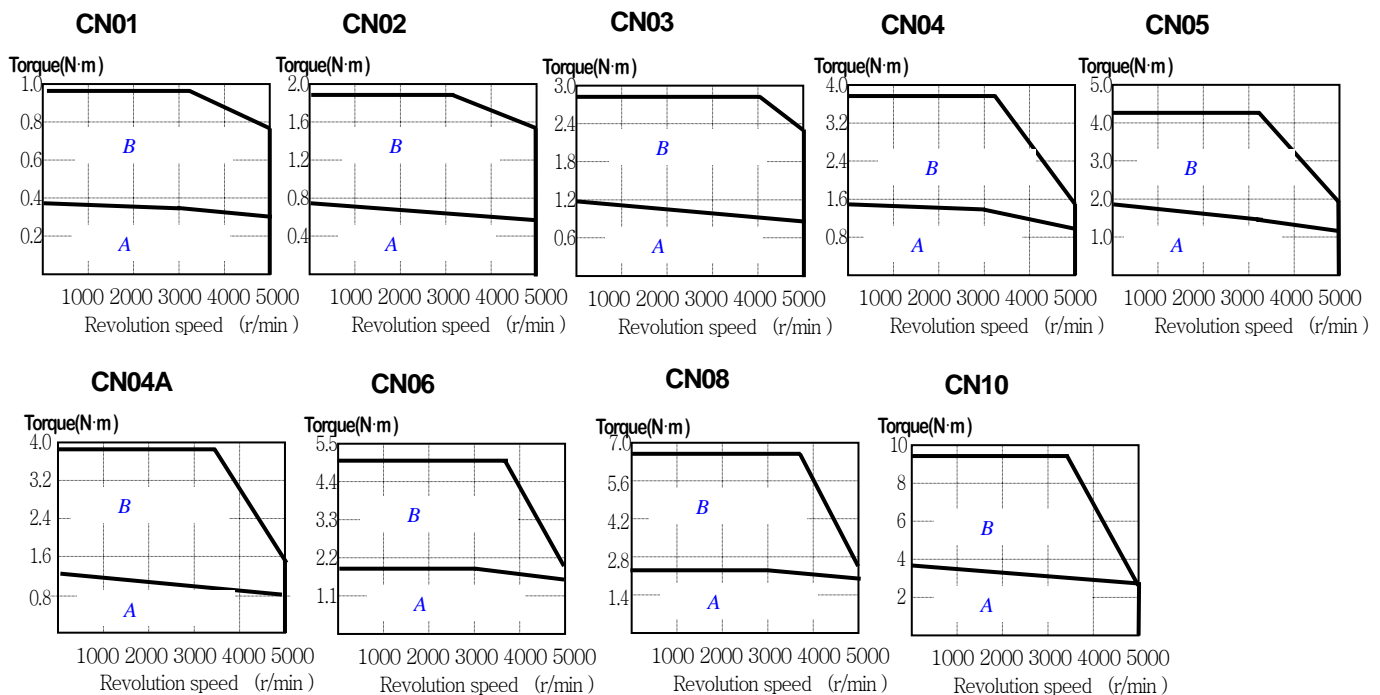 CN01 CN02 CN03 CN04 CN05
Torque(N·m) Torque(N·m) Torque(N·m) Torque(N·m) Torque(N·m)
1.0 2.0 3.0 4.0 5.0
0.8 1.6 2.4 3.2 4.0
B B B B B
0.6 1.2 1.8 2.4 3.0
0.4 0.8 1.2 1.6 2.0
A A A A A
0.2 0.4 0.6 0.8 1.0
1000 2000 3000 4000 5000 1000 2000 3000 4000 5000 1000 2000 3000 4000 5000 1000 2000 3000 4000 5000 1000 2000 3000 4000 5000
Revolution speed (r/min ) Revolution speed (r/min ) Revolution speed (r/min ) Revolution speed (r/min ) Revolution speed (r/min )
CN04A CN06 CN08 CN10
Torque(N·m) Torque(N·m) Torque(N·m) Torque(N·m)
4.0 5.5 7.0 10
3.2 4.4 5.6 8
B B B B
2.4 3.3 4.2 6
1.6 2.2 2.8 4
0.8 1.1 1.4 2
A A A A
1000 2000 3000 4000 5000 1000 2000 3000 4000 5000 1000 2000 3000 4000 5000 1000 2000 3000 4000 5000
Revolution speed (r/min ) Revolution speed (r/min ) Revolution speed (r/min ) Revolution speed (r/min )